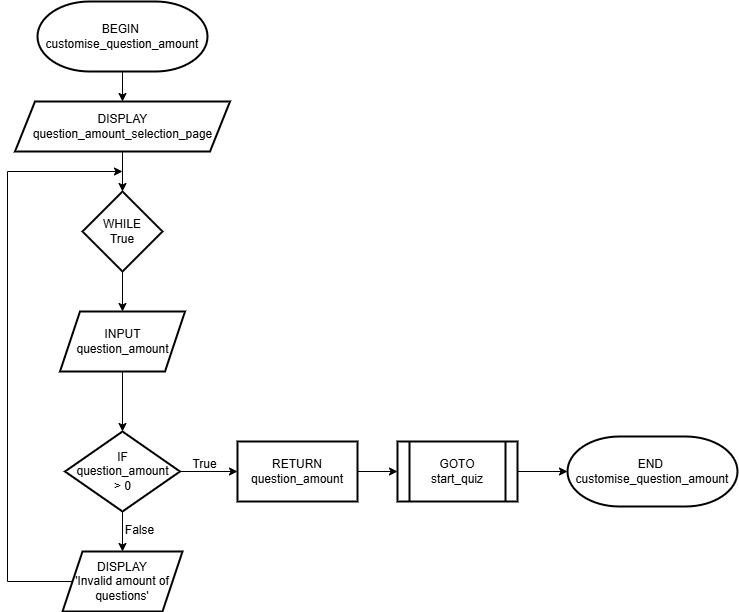 BEGIN
customise_question_amount
DISPLAY
question_amount_selection_page
WHILE
True
INPUT
question_amount
IF
question_amount
> 0
True
RETURN
question_amount
GOTO
start_quiz
END
customise_question_amount
False
DISPLAY
'Invalid amount of
questions'